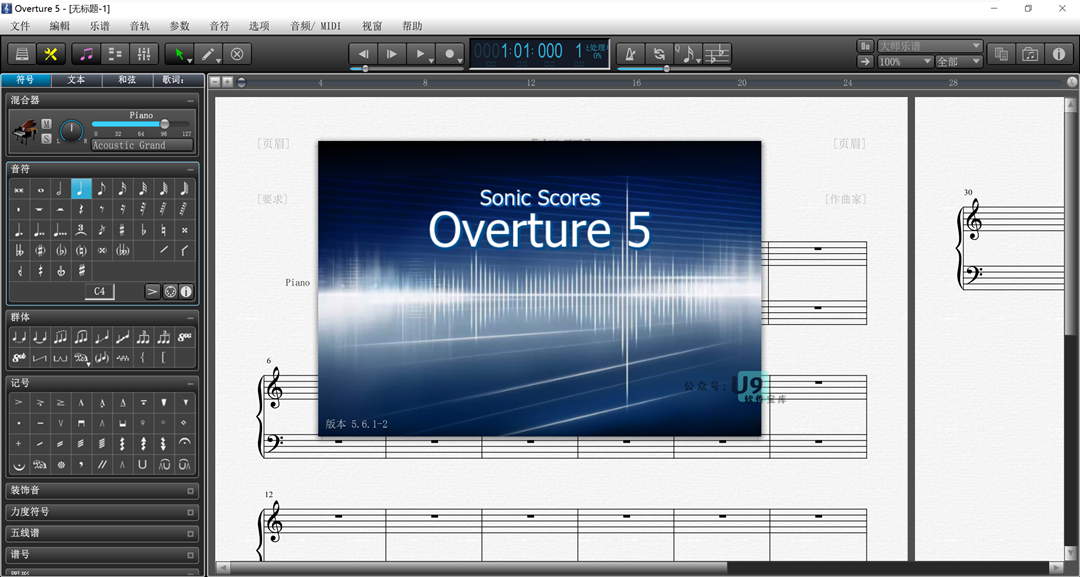 Overture 5 - [无标题-1]
文件 编辑 乐谱 音轨 参数 音符 选项 音频/ MIDI 视窗 帮助
0001:01:000 1 处理 0%
大师乐谱
100% 全部
符号 文本 和弦 歌词:
4 8 12 16 20 24 28
混合器
Piano
M
S
L R
0 32 64 96 127
Acoustic Grand
音符
C4
群体
记号
装饰音
力度符号
五线谱
谱号
[页眉] [页眉]
[要求] [作曲家]
Piano
6
12
30
Sonic Scores
Overture 5
版本 5.6.1-2
公众号: U9
软件宝库